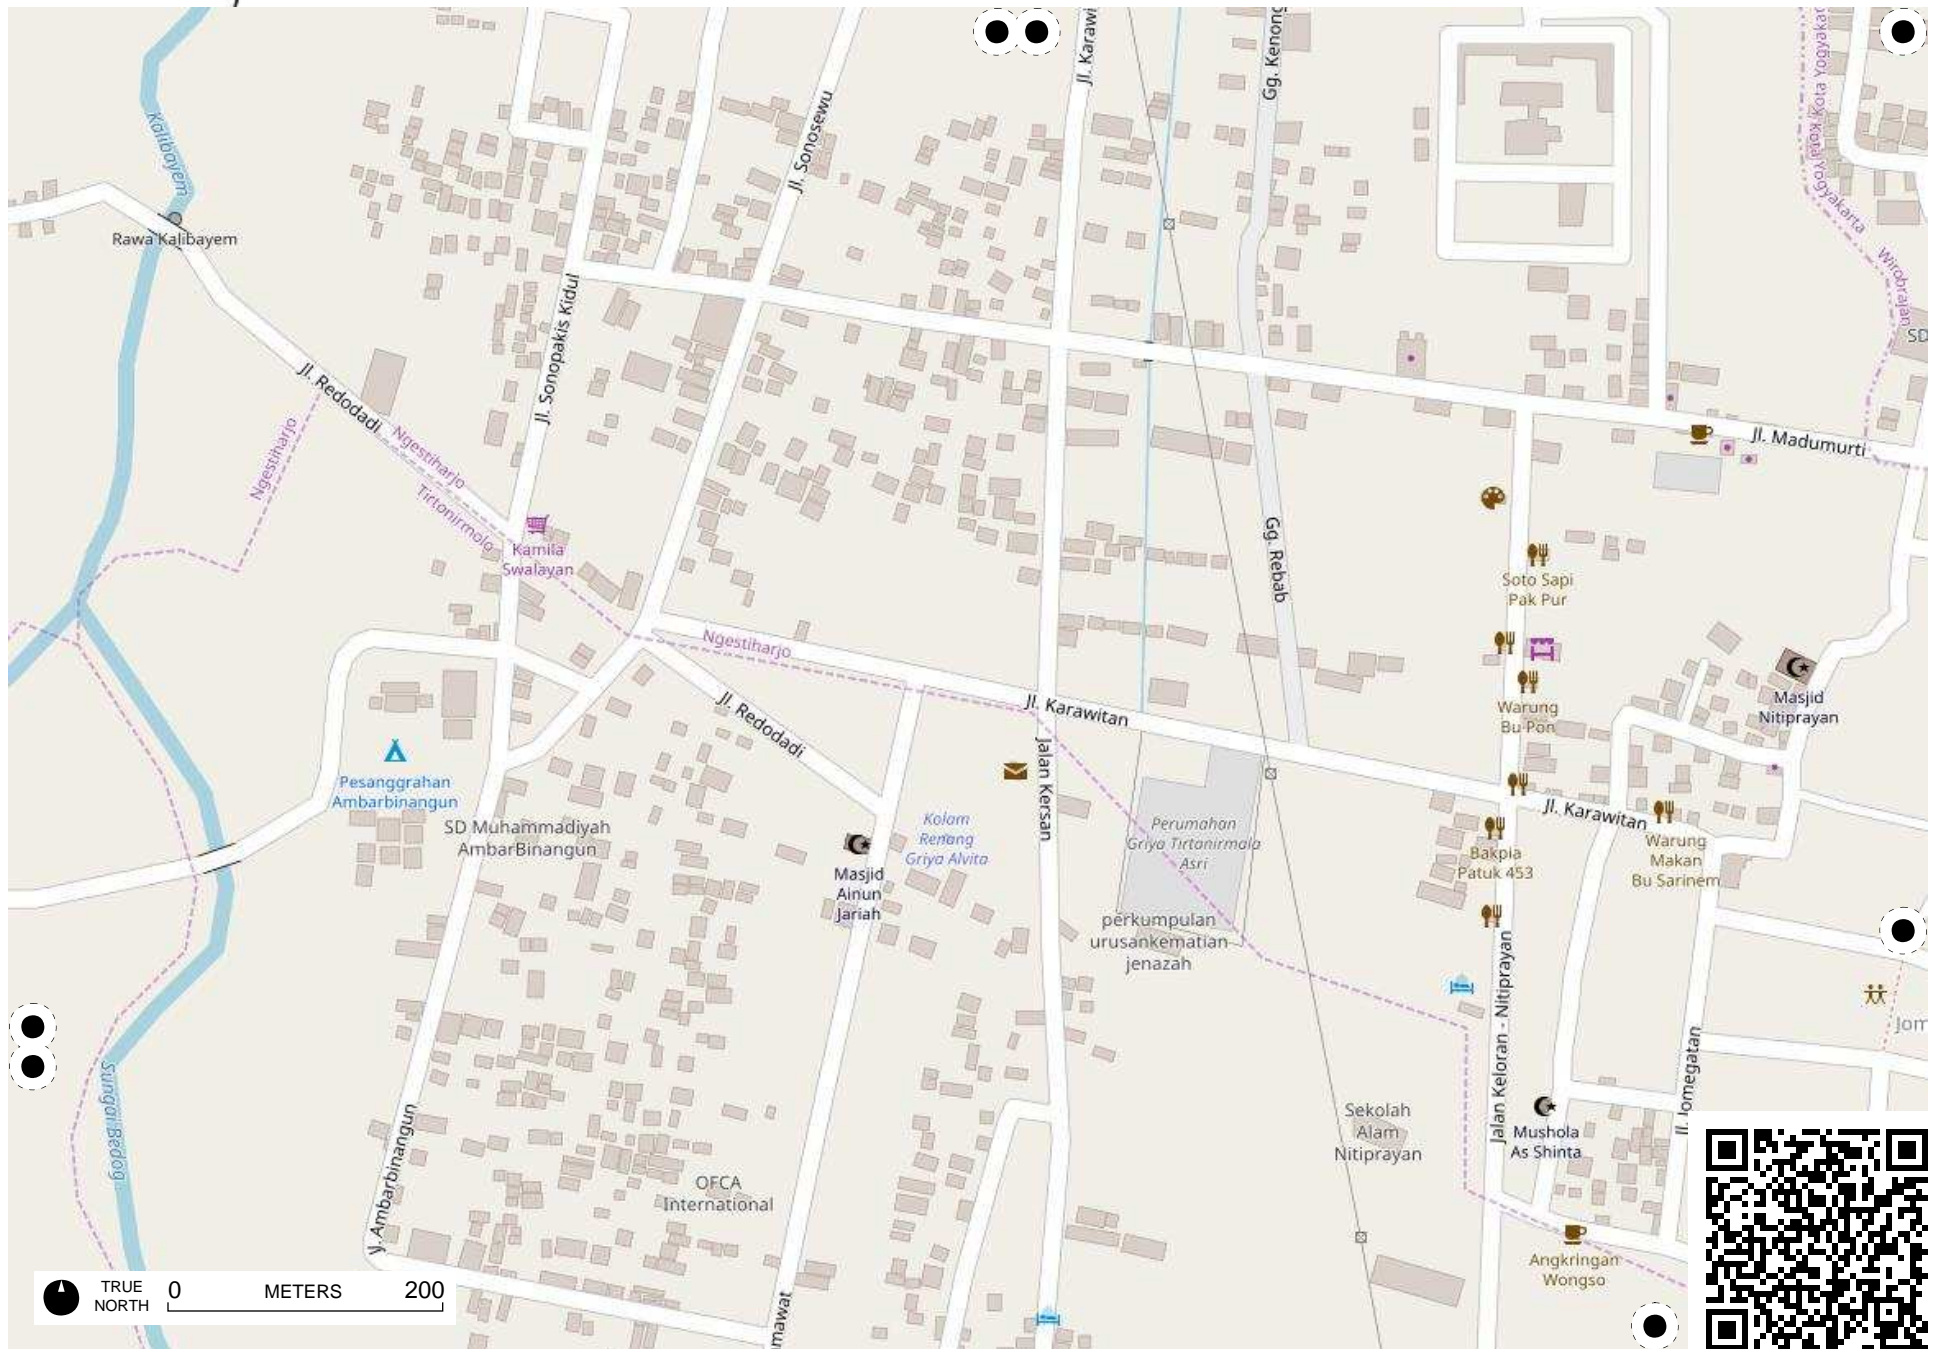 Jl. Karawi
Gg. Kenong
Kota Yogyakarta
Kota Yogyakarta
Kalibayem
Jl. Sonosewu
Rawa Kalibayem
Wirobrajan
SD
Jl. Sonopakis Kidul
Jl. Redodadi
Ngestiharjo
Ngestiharjo
Tirtonirmolo
Jl. Madumurti
Kamila
Swalayan
Gg. Rebab
Soto Sapi
Pak Pur
Ngestiharjo
Jl. Karawitan
Jl. Redodadi
Warung
Bu Pon
Masjid
Nitiprayan
Pesanggrahan
Ambarbinangun
SD Muhammadiyah
AmbarBinangun
Jalan Kersan
Kolam
Renang
Griya Alvita
Perumahan
Griya Tirtonirmala
Asri
Jl. Karawitan
Warung
Makan
Bu Sarinem
Bakpia
Patuk 453
Masjid
Ainun
Jariah
perkumpulan
urusankematian
jenazah
Jalan Keloran - Nitiprayan
Jom
Jl. Jomegatan
Sungai Bedog
Jl. Ambarbinangun
Sekolah
Alam
Nitiprayan
Mushola
As Shinta
OFCA
International
Angkringan
Wongso
TRUE
NORTH
0 METERS 200
mawat